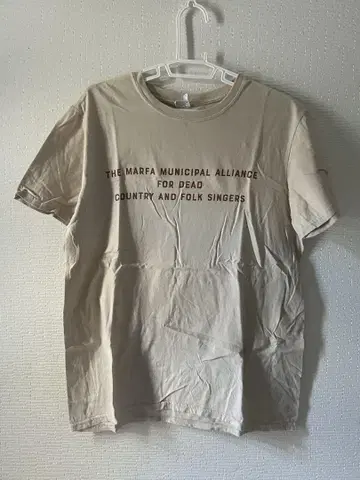 THE MARFA MUNICIPAL ALLIANCE
FOR DEAD
COUNTRY AND FOLK SINGERS